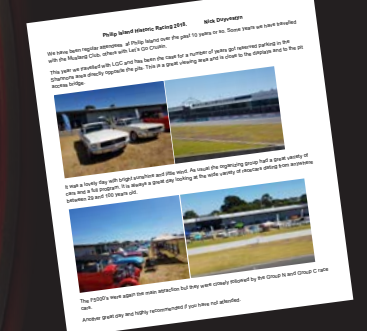 Phillip Island Historic Racing 2018. Nick Duyvestyn
We have been regular attendees at Philip Island over the past 10 years or so. Some years we have travelled
with the Mustang Club, others with Let's Go Cruisin.
This year we travelled with LGC and has been the case for a number of years got reserved parking in the
Shannons area directly opposite the pits. This is a great viewing area and is close to the displays and to the pit
access bridge.
It was a lovely day with bright sunshine and little wind. As usual the organizing group had a great variety of
cars and a full program. It is always a great day looking at the wide variety of racecars dating from anywhere
between 20 and 100 years old.
The F5000's were again the main attraction but they were closely followed by the Group N and Group C race
cars.
Another great day and highly recommended if you have not attended.